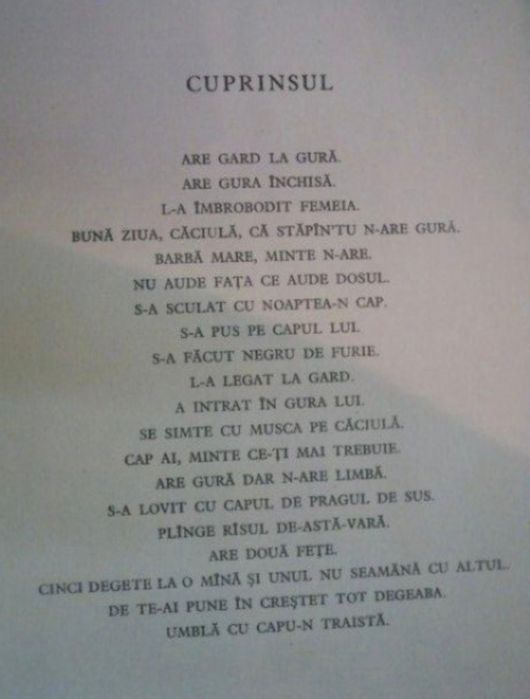 CUPRINSUL
ARE GARD LA GURĂ.
ARE GURA ÎNCHISĂ.
L-A ÎMBROBODIT FEMEIA.
BUNĂ ZIUA, CĂCIULĂ, CĂ STĂPÎN'TU N-ARE GURĂ.
BARBĂ MARE, MINTE N-ARE.
NU AUDE FAȚA CE AUDE DOSUL.
S-A SCULAT CU NOAPTEA-N CAP.
S-A PUS PE CAPUL LUI.
S-A FĂCUT NEGRU DE FURIE.
L-A LEGAT LA GARD.
A INTRAT ÎN GURA LUI.
SE SIMTE CU MUSCA PE CĂCIULĂ.
CAP AI, MINTE CE-ȚI MAI TREBUIE.
ARE GURĂ DAR N-ARE LIMBĂ.
S-A LOVIT CU CAPUL DE PRAGUL DE SUS.
PLÎNGE RÎSUL DE-ASTĂ-VARĂ.
ARE DOUĂ FEȚE.
CINCI DEGETE LA O MÎNĂ ȘI UNUL NU SEAMĂNĂ CU ALTUL.
DE TE-AI PUNE ÎN CREȘTET TOT DEGEABA.
UMBLĂ CU CAPU-N TRAISTĂ.